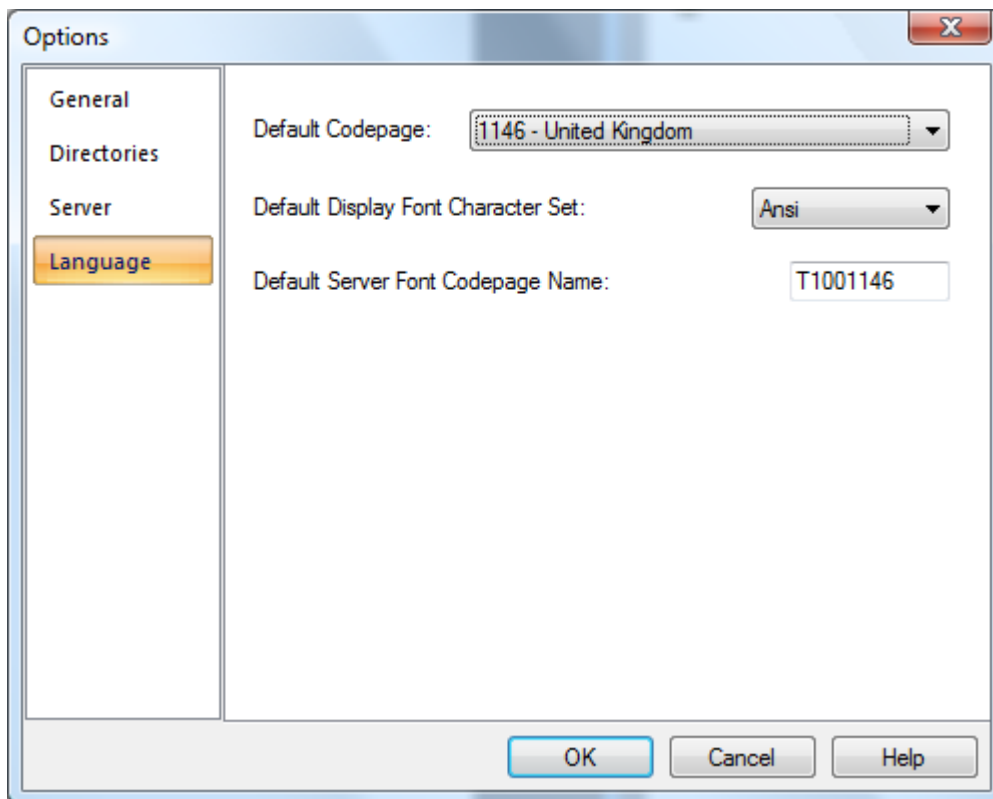 Options
General
Directories
Server
Language
Default Codepage: 1146 - United Kingdom
Default Display Font Character Set: Ansi
Default Server Font Codepage Name: T1001146
OK Cancel Help